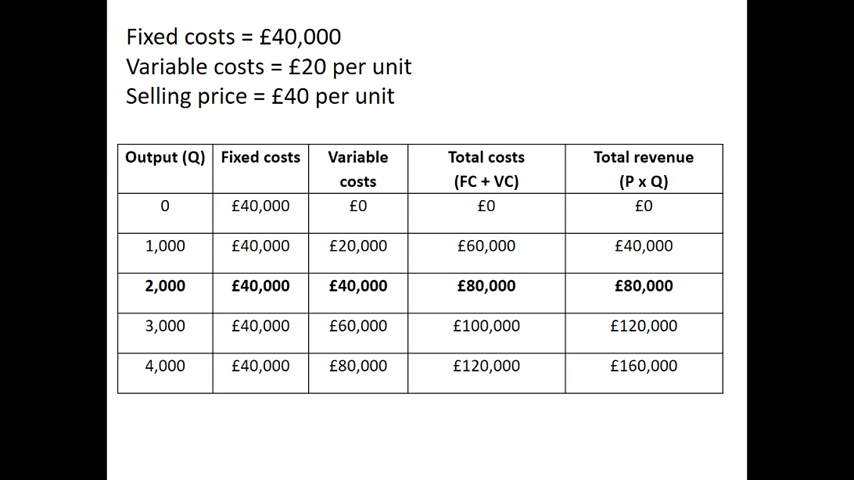 Fixed costs = £40,000
Variable costs = £20 per unit
Selling price = £40 per unit
Output (Q) Fixed costs Variable costs Total costs (FC + VC) Total revenue (P x Q)
0 £40,000 £0 £0 £0
1,000 £40,000 £20,000 £60,000 £40,000
2,000 £40,000 £40,000 £80,000 £80,000
3,000 £40,000 £60,000 £100,000 £120,000
4,000 £40,000 £80,000 £120,000 £160,000